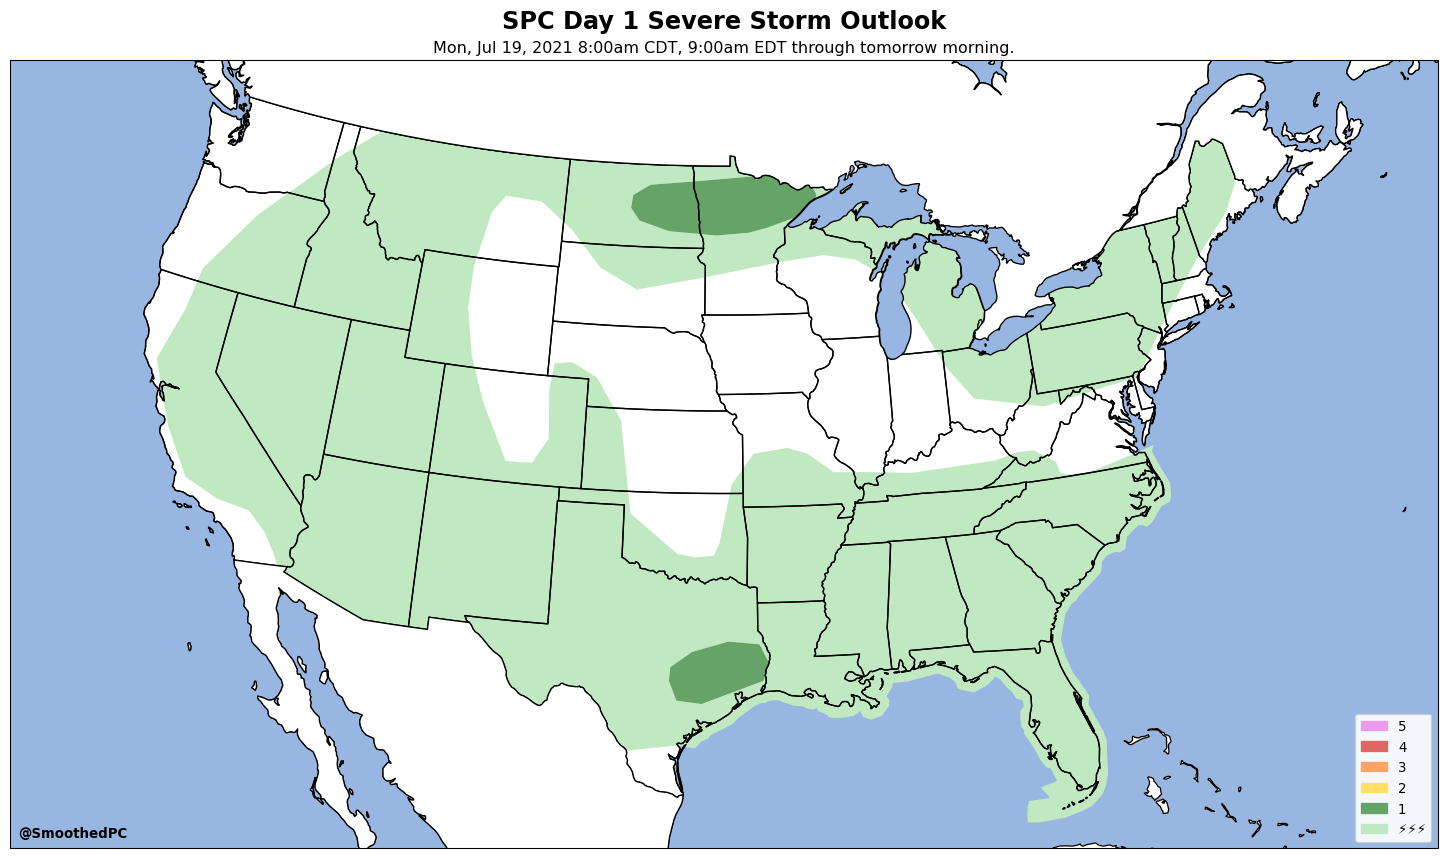 SPC Day 1 Severe Storm Outlook
Mon, Jul 19, 2021 8:00am CDT, 9:00am EDT through tomorrow morning.
5
4
3
2
1
⚡⚡⚡
@SmoothedPC